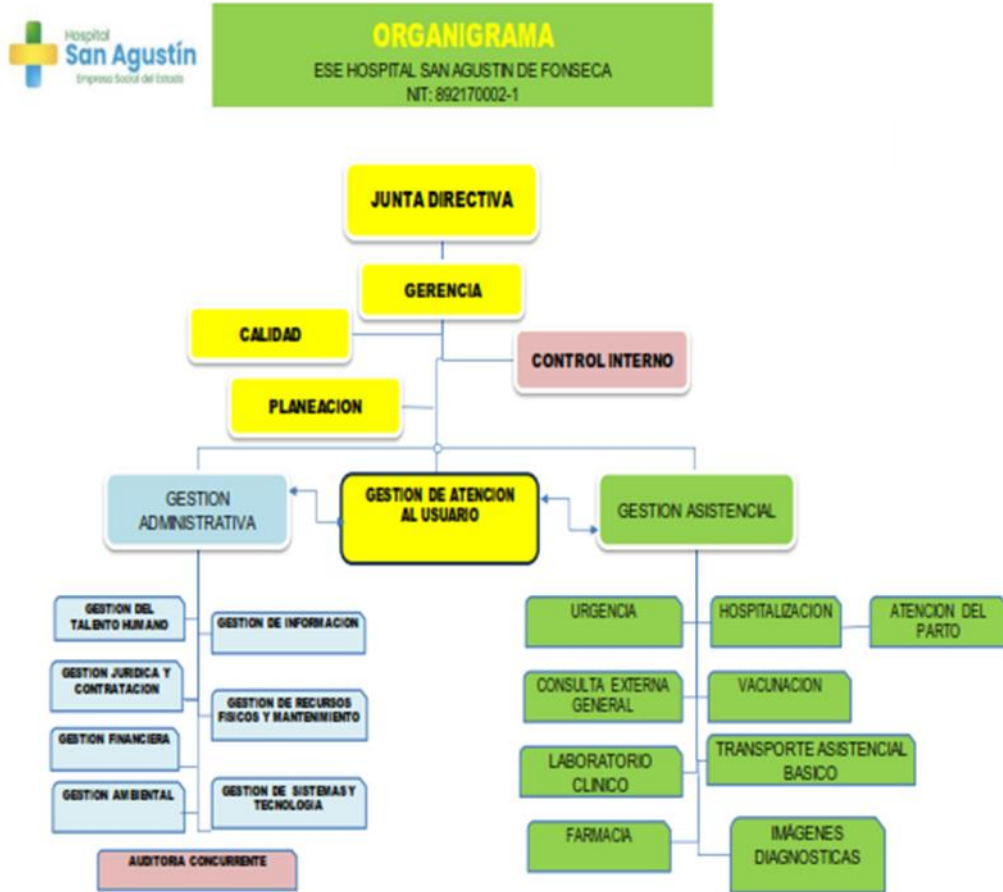 Hospital
San Agustín
Empresa Social del Estado
ORGANIGRAMA
ESE HOSPITAL SAN AGUSTIN DE FONSECA
NIT: 892170002-1
JUNTA DIRECTIVA
GERENCIA
CALIDAD
CONTROL INTERNO
PLANEACION
GESTION
ADMINISTRATIVA
GESTION DE ATENCION
AL USUARIO
GESTION ASISTENCIAL
GESTION DEL
TALENTO HUMANO
GESTION DE INFORMACION
GESTION JURIDICA Y
CONTRATACION
GESTION DE RECURSOS
FISICOS Y MANTENIMIENTO
GESTION FINANCIERA
GESTION AMBIENTAL
GESTION DE SISTEMAS Y
TECNOLOGIA
AUDITORIA CONCURRENTE
URGENCIA
HOSPITALIZACION
ATENCION DEL
PARTO
CONSULTA EXTERNA
GENERAL
VACUNACION
LABORATORIO
CLINICO
TRANSPORTE ASISTENCIAL
BASICO
FARMACIA
IMÁGENES
DIAGNOSTICAS